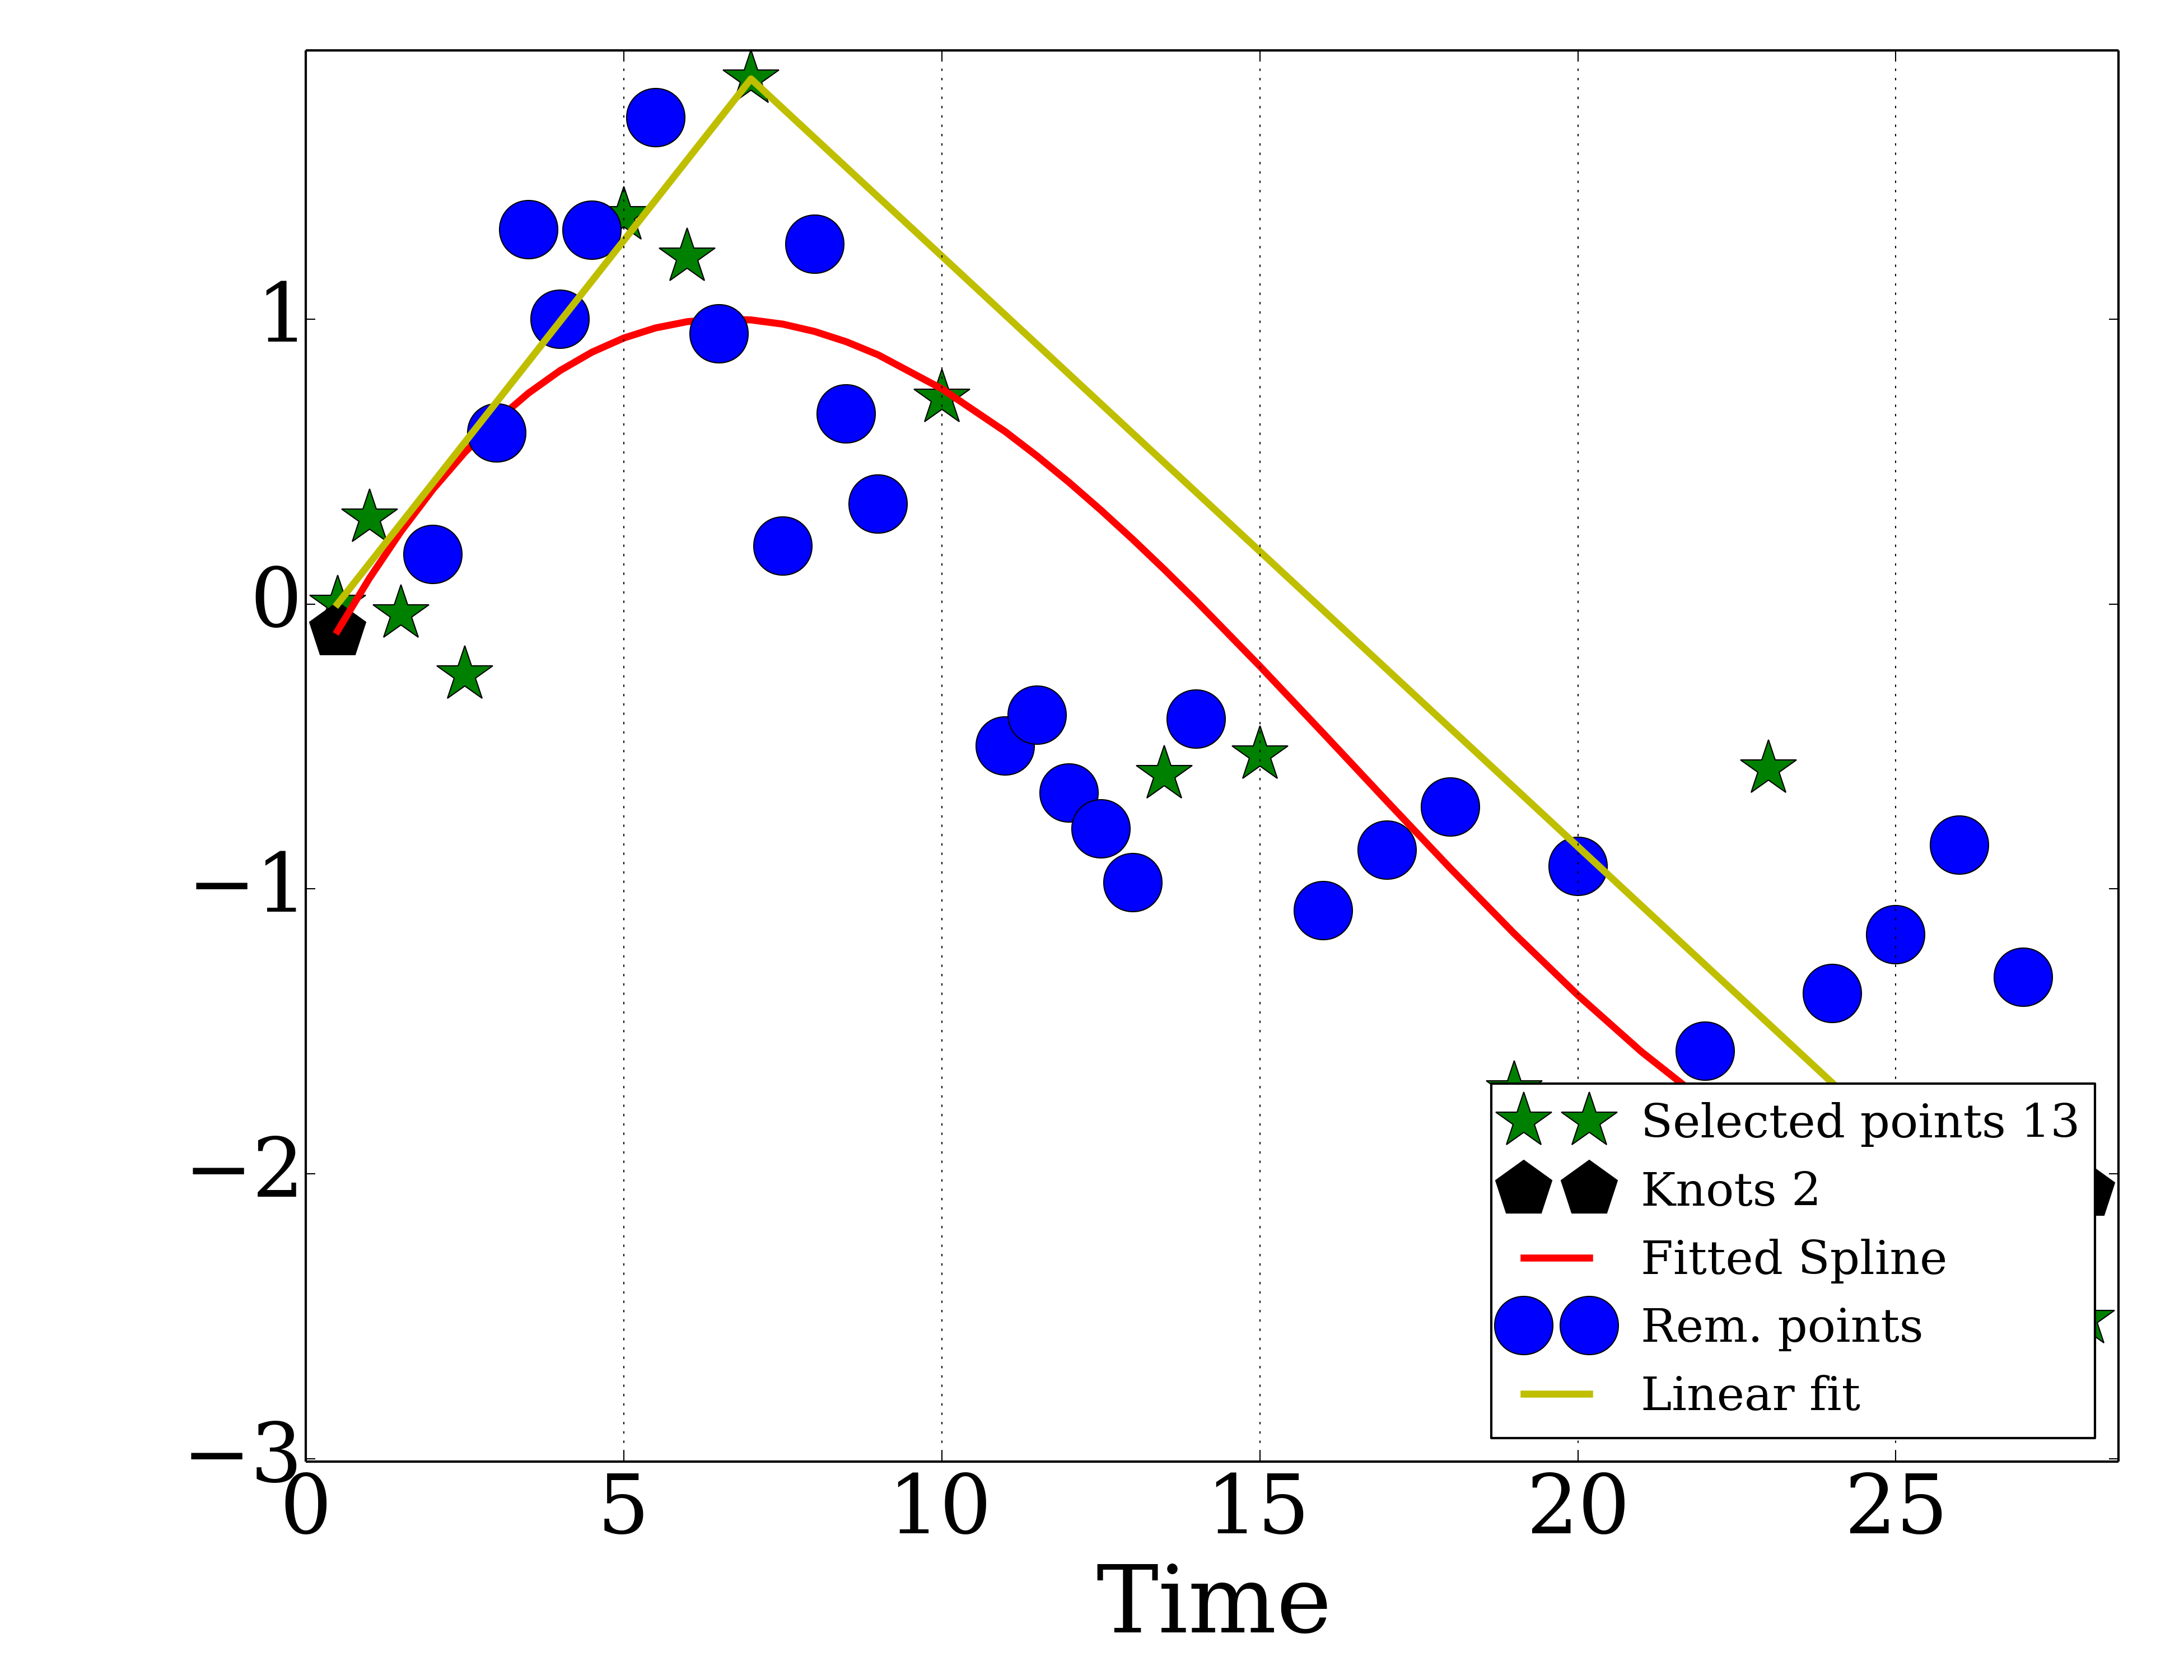 1
0
−1
−2
−3
0 5 10 15 20 25
Time
Selected points 13
Knots 2
Fitted Spline
Rem. points
Linear fit